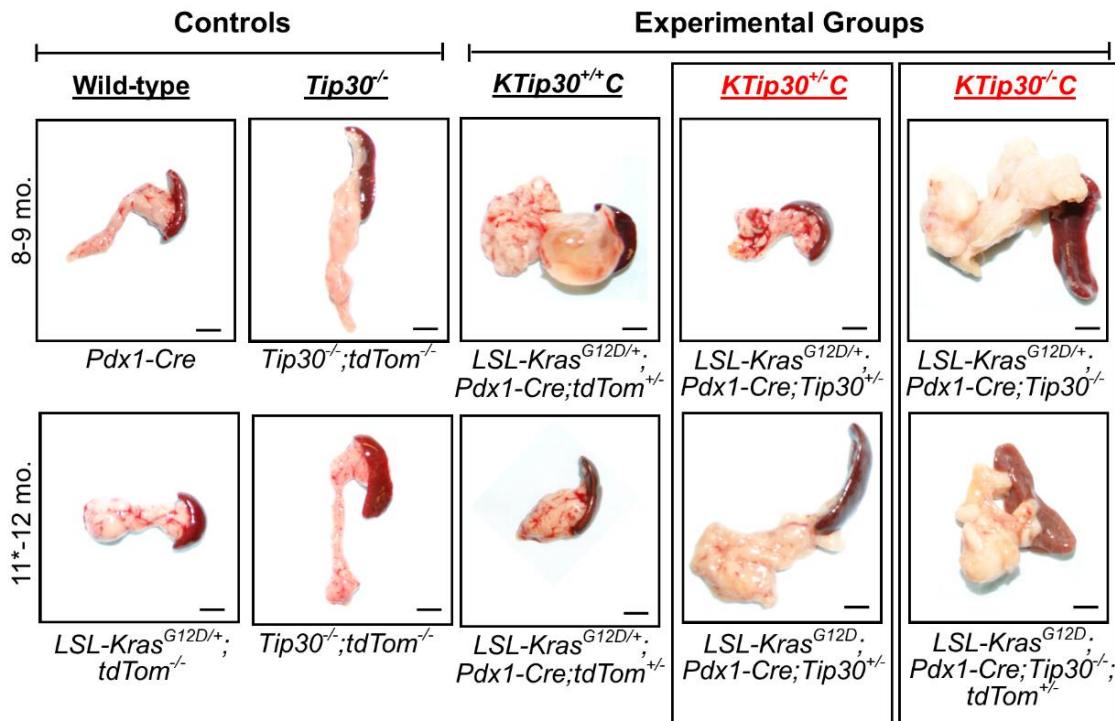 Controls
Experimental Groups
Wild-type
Tip30-/-
KTip30+/+C
KTip30+/-C
KTip30-/-C
8-9 mo.
Pdx1-Cre
Tip30-/-;tdTom-/-
LSL-KrasG12D/+;
Pdx1-Cre;tdTom+/-
LSL-KrasG12D/+;
Pdx1-Cre;Tip30+/-
LSL-KrasG12D/+;
Pdx1-Cre;Tip30-/-
11*-12 mo.
LSL-KrasG12D/+;
tdTom-/-
Tip30-/-;tdTom-/-
LSL-KrasG12D/+;
Pdx1-Cre;tdTom+/-
LSL-KrasG12D;
Pdx1-Cre;Tip30+/-
LSL-KrasG12D;
Pdx1-Cre;Tip30-/-;
tdTom+/-